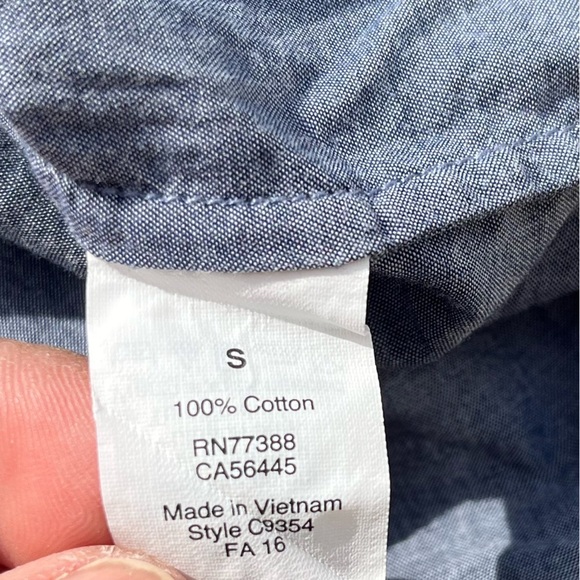 S
100% Cotton
RN77388
CA56445
Made in Vietnam
Style C9354
FA 16